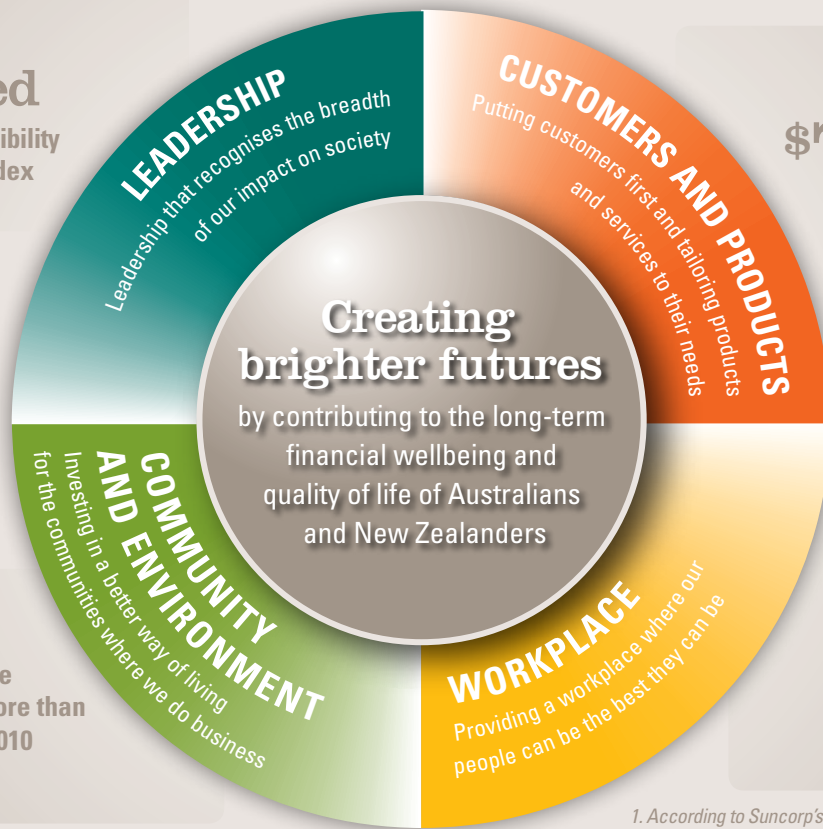 LEADERSHIP
Leadership that recognises the breadth
of our impact on society
CUSTOMERS AND PRODUCTS
Putting customers first and tailoring products
and services to their needs
Creating
brighter futures
by contributing to the long-term
financial wellbeing and
quality of life of Australians
and New Zealanders
COMMUNITY
AND ENVIRONMENT
Investing in a better way of living
for the communities where we do business
WORKPLACE
Providing a workplace where our
people can be the best they can be
ore than
010
1. According to Suncorp's